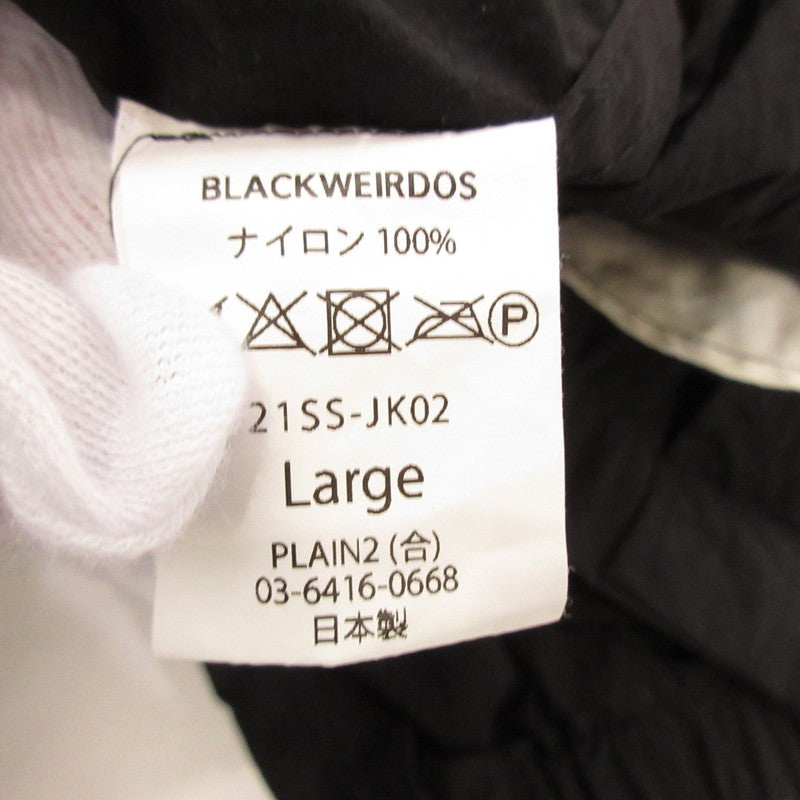 BLACKWEIRDOS
ナイロン 100%
P
21SS-JK02
Large
PLAIN2 (合)
03-6416-0668
日本製